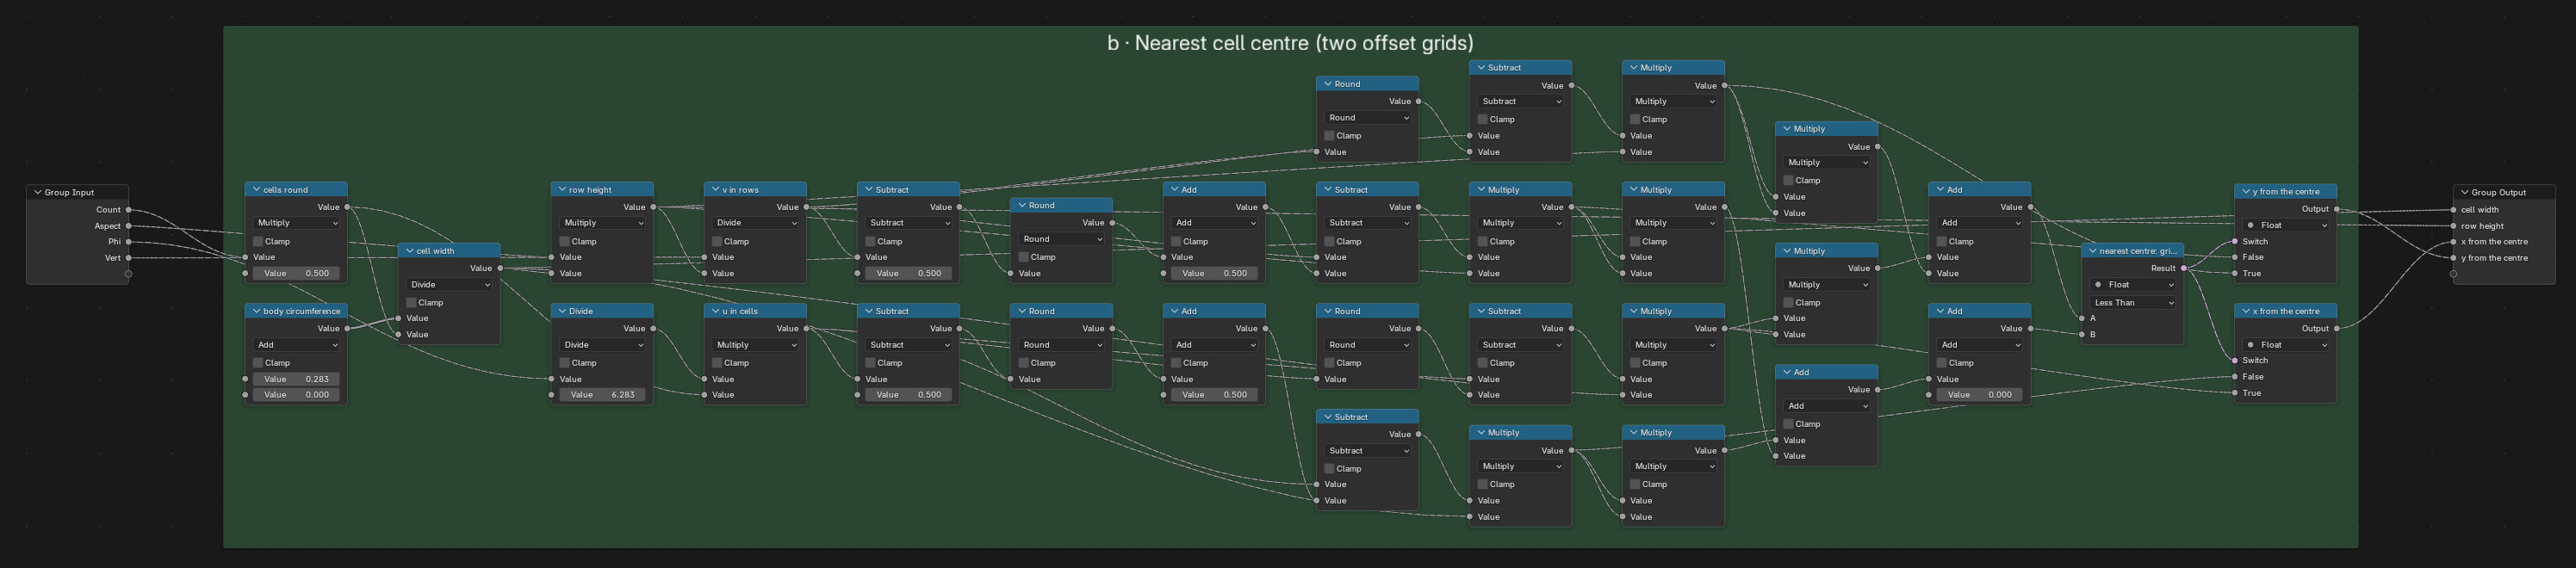 b · Nearest cell centre (two offset grids)
Group Input
Count
Aspect
Phi
Vert
cells round
Value
Multiply
Clamp
Value
Value 0.500
body circumference
Value
Add
Clamp
Value 0.283
Value 0.000
cell width
Value
Divide
Clamp
Value
Value
row height
Value
Multiply
Clamp
Value
Value
Divide
Value
Divide
Clamp
Value
Value 6.283
v in rows
Value
Divide
Clamp
Value
Value
u in cells
Value
Multiply
Clamp
Value
Value
Subtract
Value
Subtract
Clamp
Value
Value 0.500
Subtract
Value
Subtract
Clamp
Value
Value 0.500
Round
Value
Round
Clamp
Value
Round
Value
Round
Clamp
Value
Add
Value
Add
Clamp
Value
Value 0.500
Add
Value
Add
Clamp
Value
Value 0.500
Round
Value
Round
Clamp
Value
Subtract
Value
Subtract
Clamp
Value
Value
Round
Value
Round
Clamp
Value
Subtract
Value
Subtract
Clamp
Value
Value
Subtract
Value
Subtract
Clamp
Value
Value
Multiply
Value
Multiply
Clamp
Value
Value
Subtract
Value
Subtract
Clamp
Value
Value
Multiply
Value
Multiply
Clamp
Value
Value
Multiply
Value
Multiply
Clamp
Value
Value
Multiply
Value
Multiply
Clamp
Value
Value
Multiply
Value
Multiply
Clamp
Value
Value
Multiply
Value
Multiply
Clamp
Value
Value
Multiply
Value
Multiply
Clamp
Value
Value
Multiply
Value
Multiply
Clamp
Value
Value
Add
Value
Add
Clamp
Value
Value
Add
Value
Add
Clamp
Value
Value
Add
Value
Add
Clamp
Value
Value 0.000
nearest centre: gri...
Result
Float
Less Than
A
B
y from the centre
Output
Float
Switch
False
True
x from the centre
Output
Float
Switch
False
True
Group Output
cell width
row height
x from the centre
y from the centre